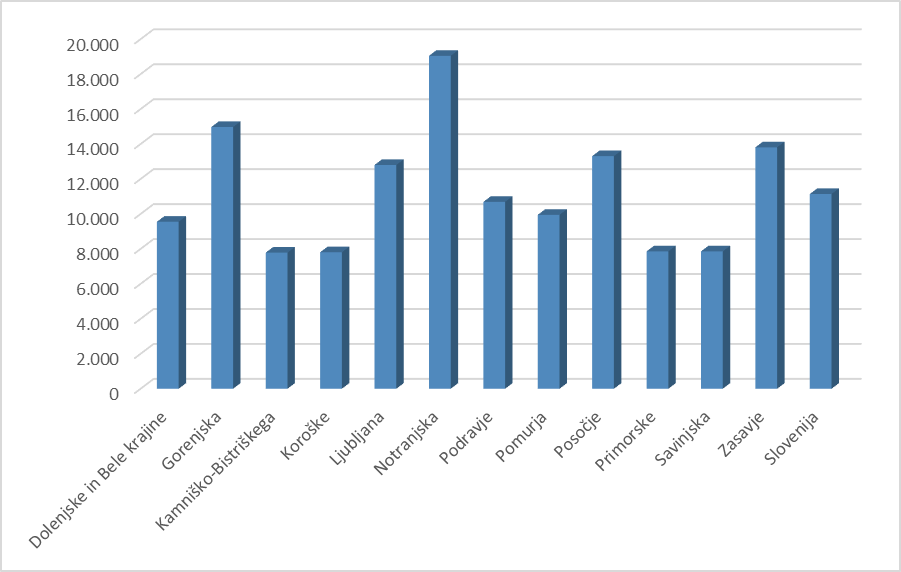 20.000
18.000
16.000
14.000
12.000
10.000
8.000
6.000
4.000
2.000
0
Dolenjske in Bele krajine
Gorenjska
Kamniško-Bistriškega
Koroške
Ljubljana
Notranjska
Podravje
Pomurja
Posočje
Primorske
Savinjska
Zasavje
Slovenija